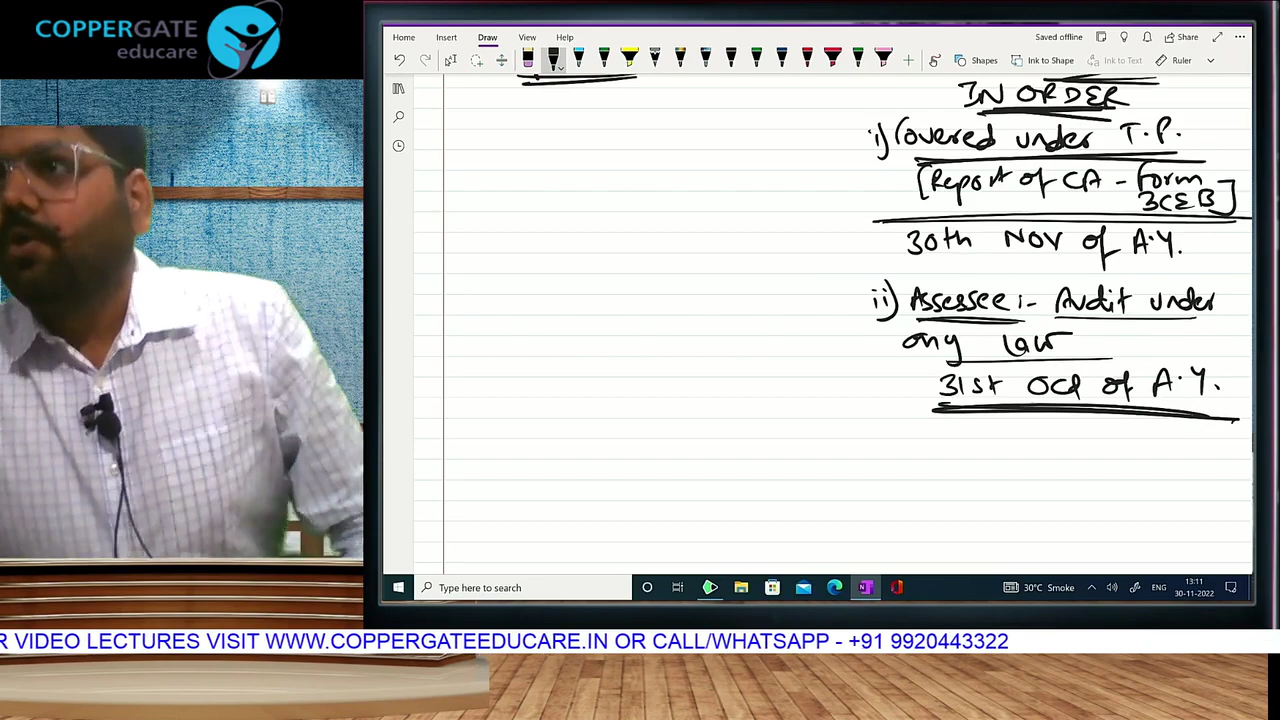 COPPERGATE
educare
Home Insert Draw View Help
Saved offline
Share
Shapes
Ink to Shape
Ink to Text
Ruler
IN ORDER
i) Covered under T.P.
[Report of CA - Form
3CEB]
30th NOV of A.Y.
ii) Assessee :- Audit under
any Law
31st Oct of A.Y.
Type here to search
30°C Smoke
ENG
13:11
30-11-2022
R VIDEO LECTURES VISIT WWW.COPPERGATEEDUCARE.IN OR CALL/WHATSAPP - +91 9920443322